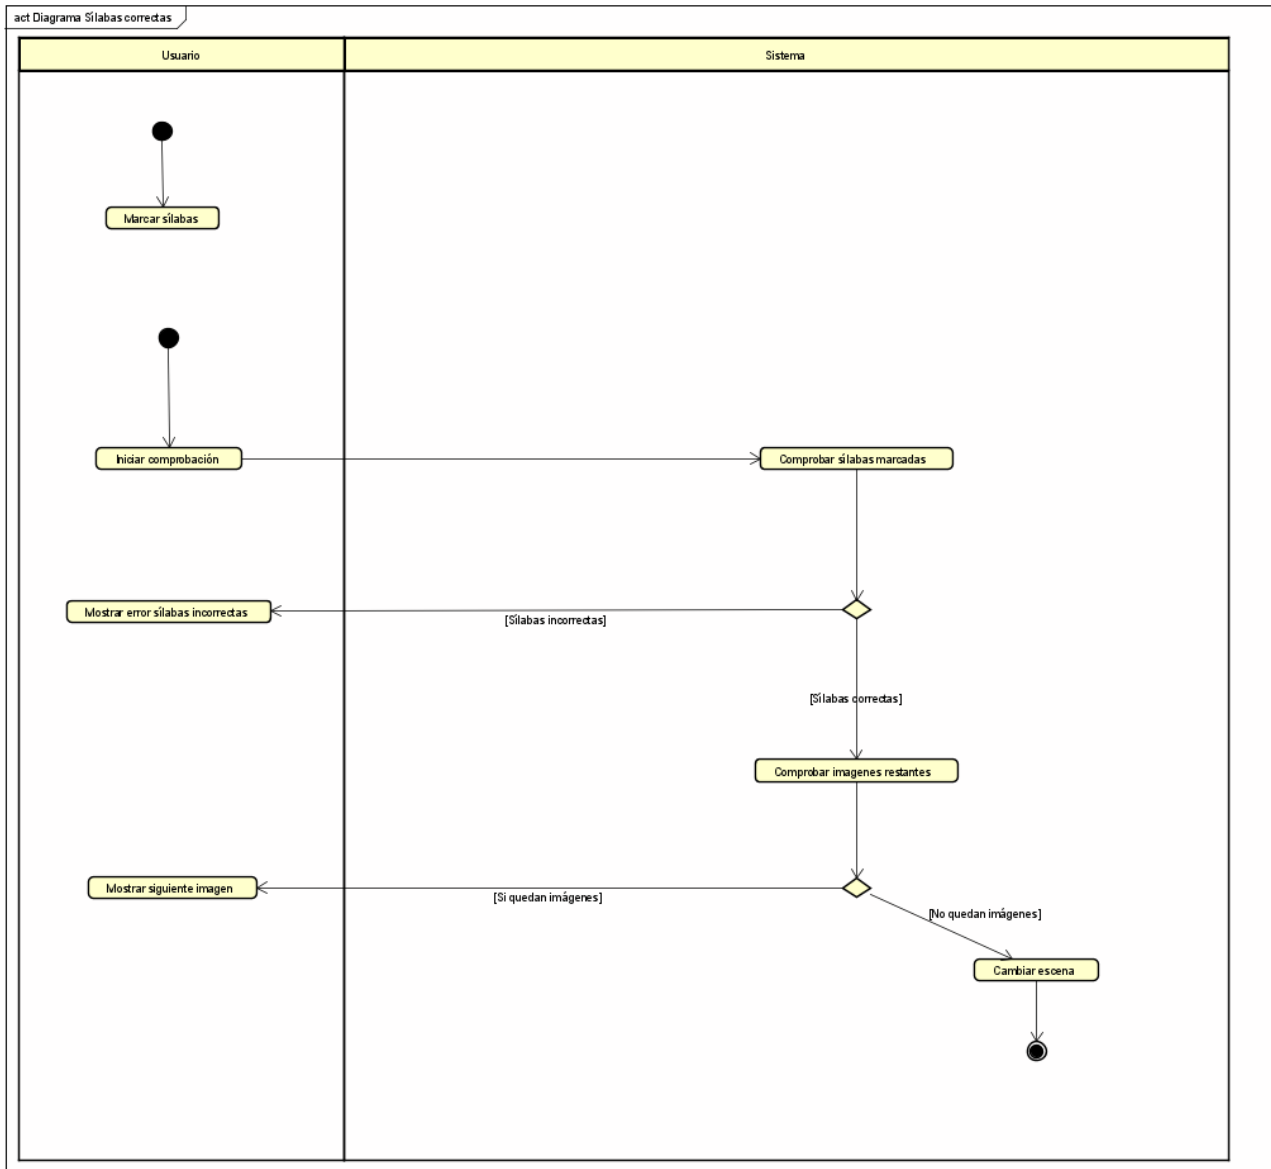 act Diagrama Sílabas correctas
Usuario
Sistema
Marcar sílabas
Iniciar comprobación
Comprobar sílabas marcadas
Mostrar error sílabas incorrectas
[Sílabas incorrectas]
[Sílabas correctas]
Comprobar imagenes restantes
Mostrar siguiente imagen
[Si quedan imágenes]
[No quedan imágenes]
Cambiar escena